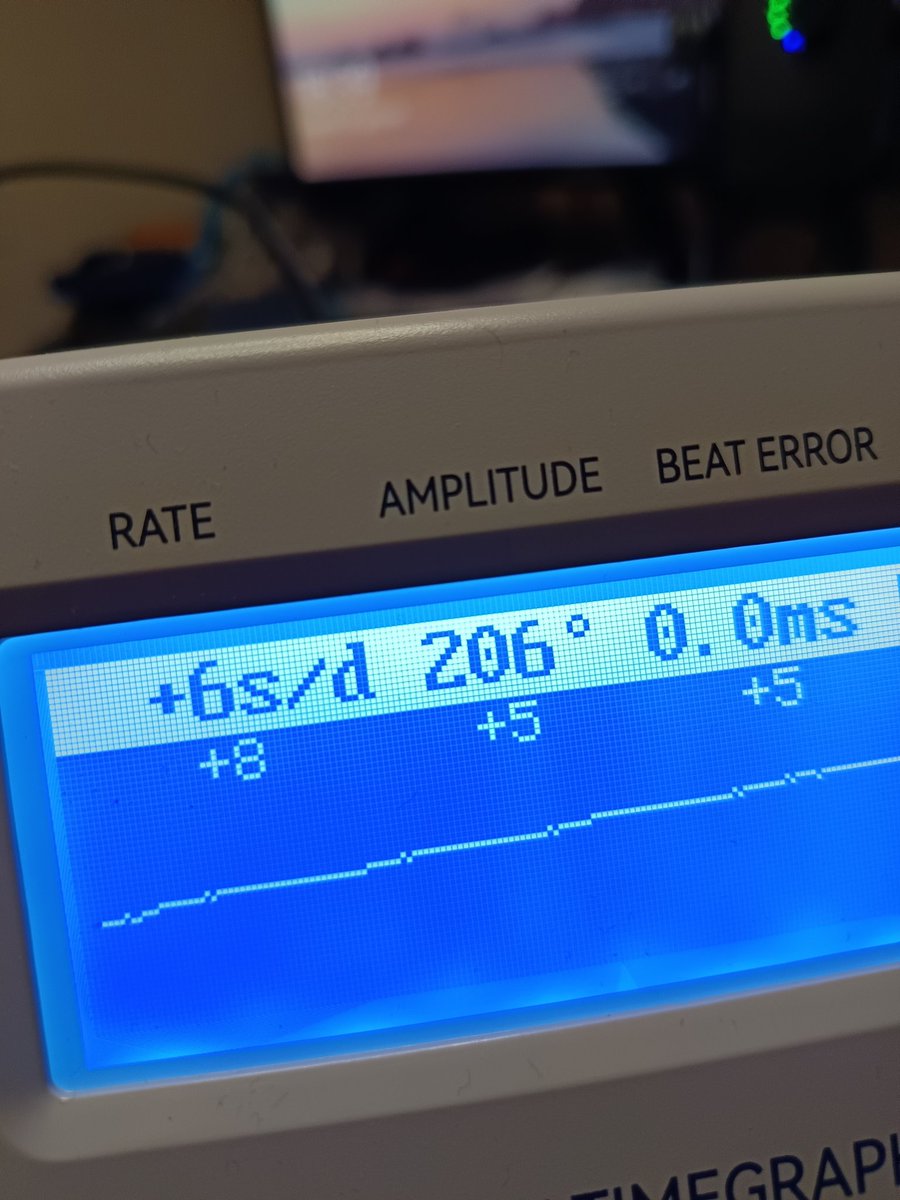 RATE AMPLITUDE BEAT ERROR
+6s/d 206° 0.0ms
+8 +5 +5